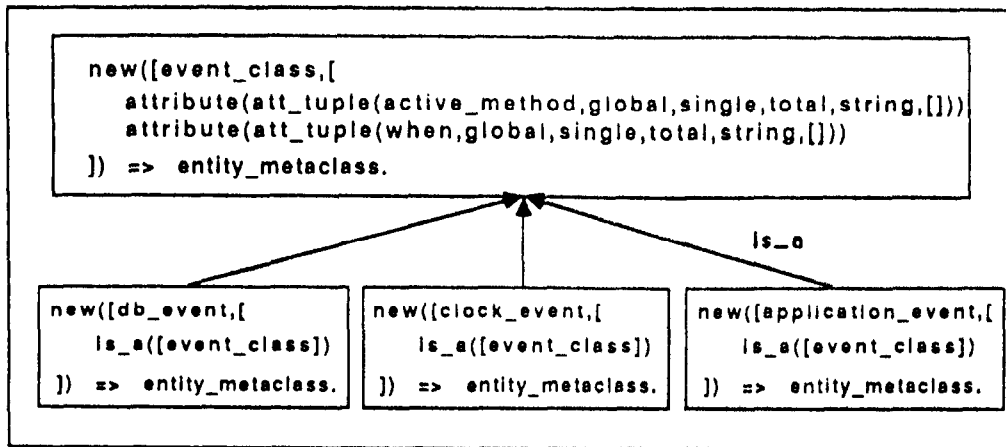 new([event_class,[
attribute(att_tuple(active_method,global,single,total,string,[]))
attribute(att_tuple(when,global,single,total,string,[]))
]) => entity_metaclass.
is_a
new([db_event,[
is_a([event_class])
]) => entity_metaclass.
new([clock_event,[
is_a([event_class])
]) => entity_metaclass.
new([application_event,[
is_a([event_class])
]) => entity_metaclass.